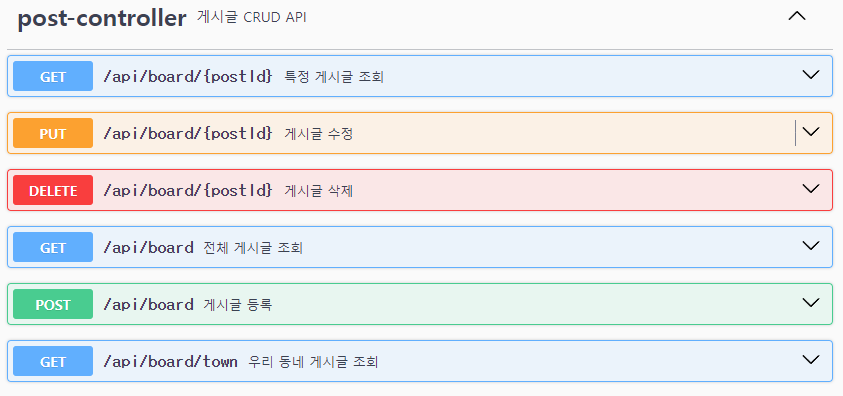 post-controller 게시글 CRUD API
GET /api/board/{postId} 특정 게시글 조회
PUT /api/board/{postId} 게시글 수정
DELETE /api/board/{postId} 게시글 삭제
GET /api/board 전체 게시글 조회
POST /api/board 게시글 등록
GET /api/board/town 우리 동네 게시글 조회